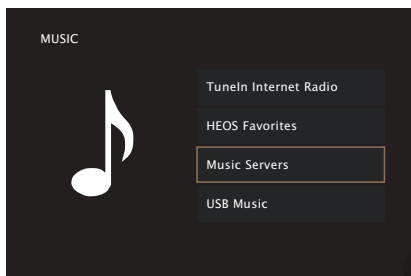 MUSIC
TuneIn Internet Radio
HEOS Favorites
Music Servers
USB Music